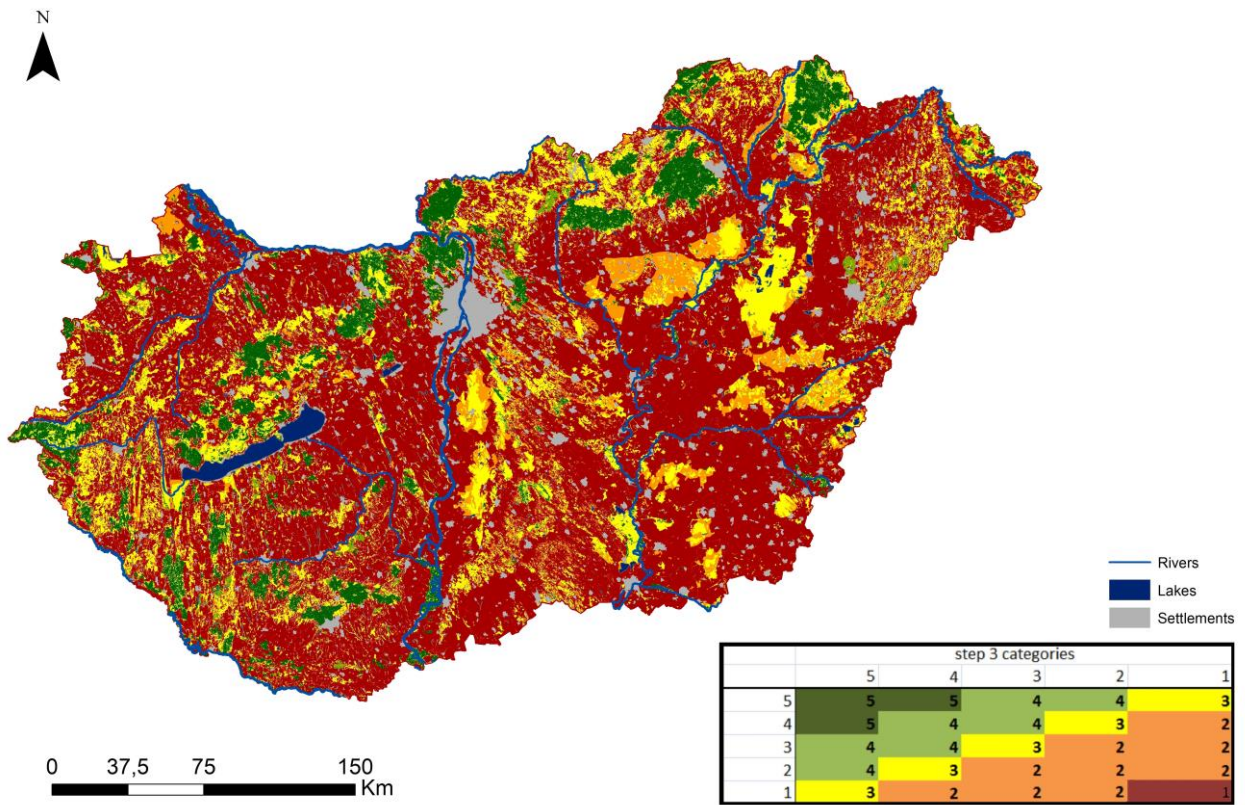 N
Rivers
Lakes
Settlements
step 3 categories
5 4 3 2 1
5 5 5 4 4 3
4 5 4 4 3 2
3 4 4 3 2 2
2 4 3 2 2 2
1 3 2 2 2 1
0 37,5 75 150
Km